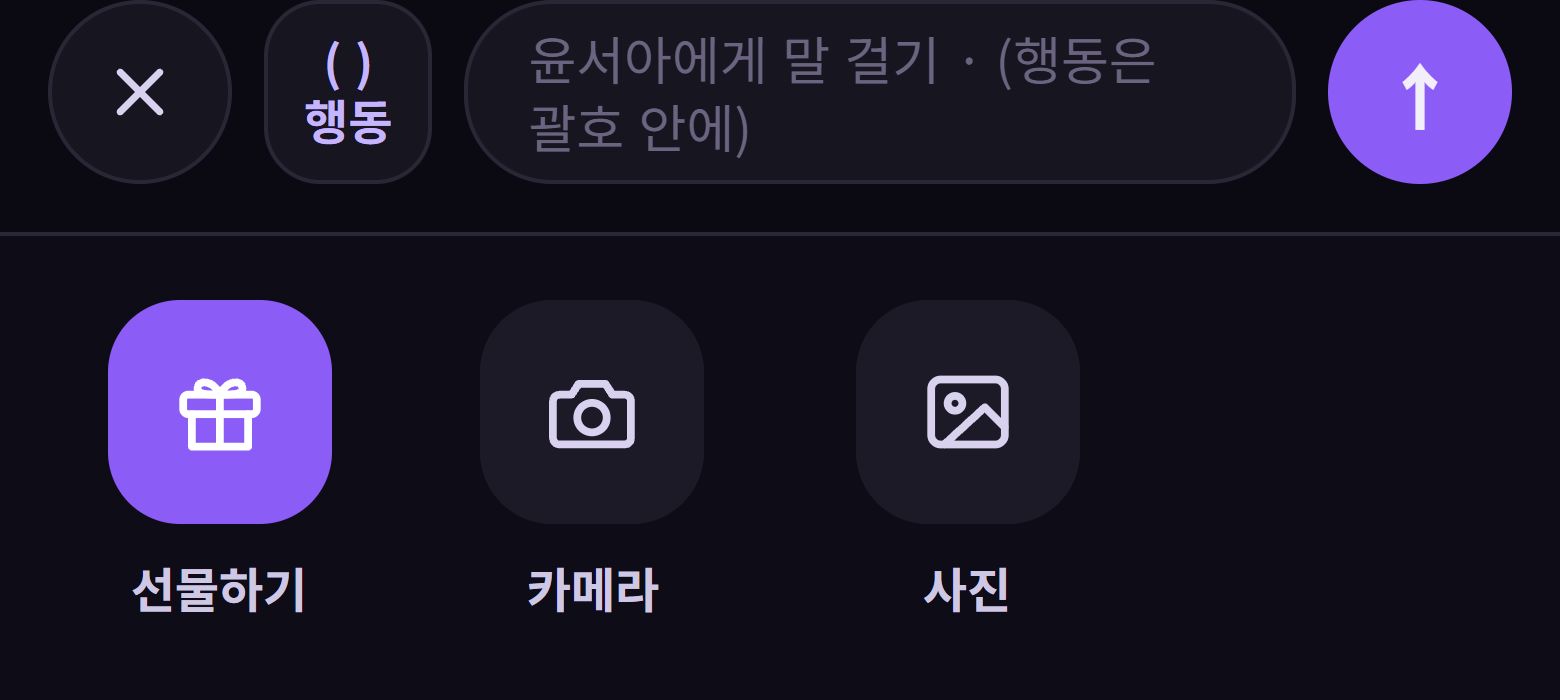 ( )
행동
윤서아에게 말 걸기 · (행동은
괄호 안에)
선물하기
카메라
사진